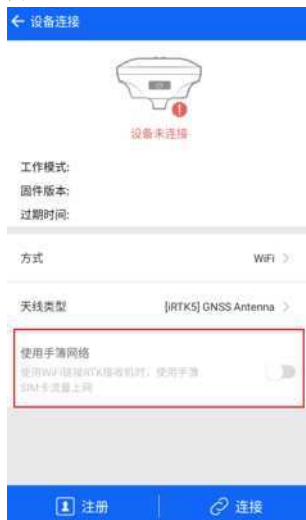 设备连接
设备未连接
工作模式:
固件版本:
过期时间:
方式 WiFi
天线类型 [iRTK5] GNSS Antenna
使用手簿网络
使用WiFi链接RTK接收机时，使用手簿
SIM卡流量上网
注册 连接